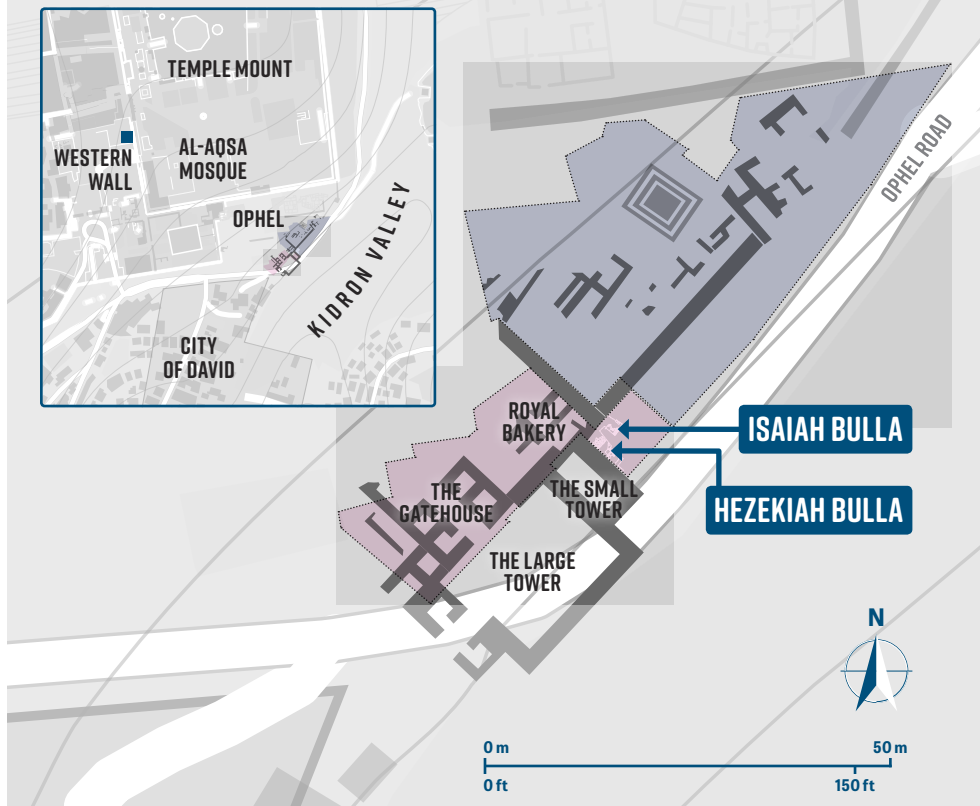 TEMPLE MOUNT
WESTERN
WALL
AL-AQSA
MOSQUE
OPHEL
KIDRON VALLEY
CITY
OF DAVID
OPHEL ROAD
ROYAL
BAKERY
ISAIAH BULLA
HEZEKIAH BULLA
THE
GATEHOUSE
THE SMALL
TOWER
THE LARGE
TOWER
N
0 m
50 m
0 ft
150 ft